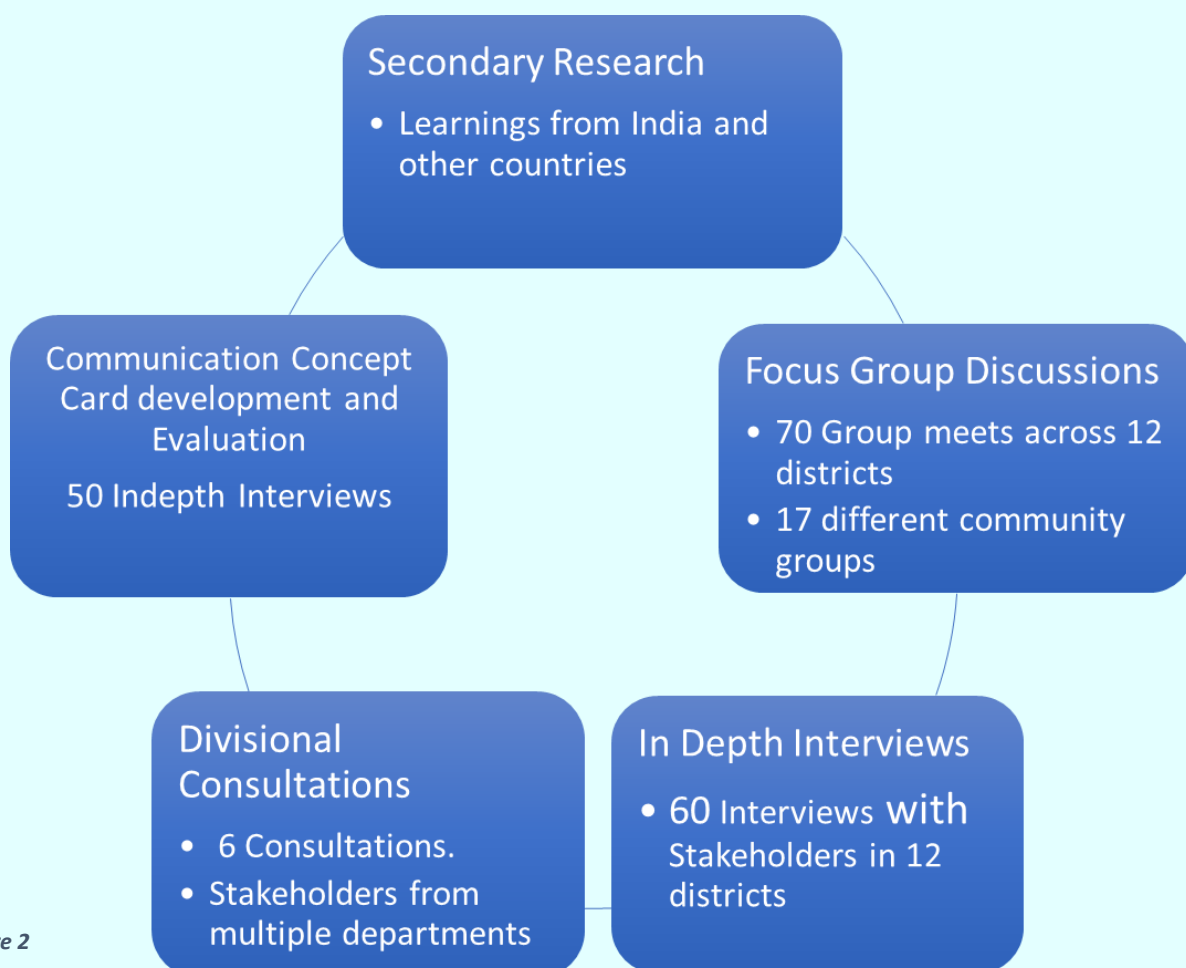 Secondary Research
• Learnings from India and
other countries
Communication Concept
Card development and
Evaluation
50 Indepth Interviews
Focus Group Discussions
• 70 Group meets across 12
districts
• 17 different community
groups
Divisional
Consultations
• 6 Consultations.
• Stakeholders from
multiple departments
In Depth Interviews
• 60 Interviews with
Stakeholders in 12
districts
2